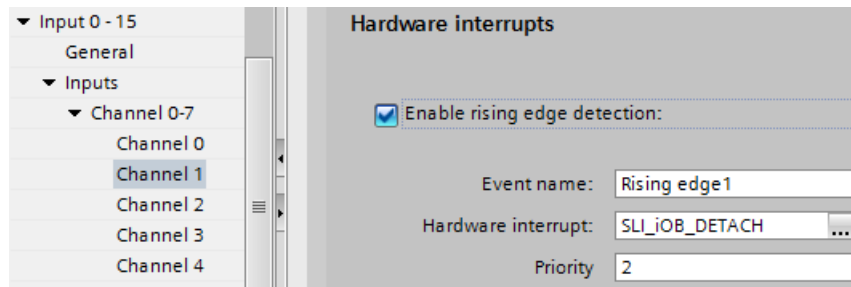 Input 0 - 15
General
Inputs
Channel 0-7
Channel 0
Channel 1
Channel 2
Channel 3
Channel 4
Hardware interrupts
Enable rising edge detection:
Event name: Rising edge1
Hardware interrupt: SLI_iOB_DETACH ...
Priority 2